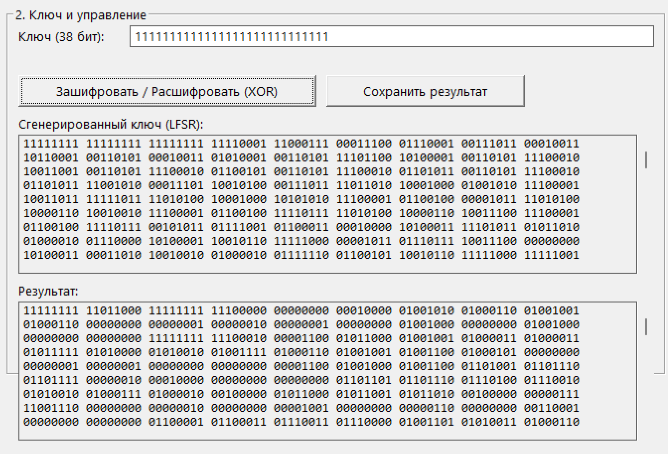 2. Ключ и управление
Ключ (38 бит): 1111111111111111111111111111
Зашифровать / Расшифровать (XOR) Сохранить результат
Сгенерированный ключ (LFSR):
11111111 11111111 11111111 11110001 11000111 00011100 01110001 00111011 00010011
10110001 00110101 00010011 01010001 00110101 11101100 10100001 00110101 11100010
10011001 00110101 11100010 01100101 00110101 11100010 01101011 00110101 11100010
01101011 11001010 00011101 10010100 00111011 11011010 10001000 01001010 11100001
10011011 11110111 11010100 10001000 10101010 11100001 01100100 00001011 11010100
10000110 10010010 11100001 01100100 11110111 11010100 10000110 10011100 11100001
01100100 11110111 00101011 01111001 01100011 00010000 10100011 11101011 01011010
01000010 01110000 10100001 10010110 11111000 00001011 01110111 10011100 00000000
10100011 00011010 10010010 01000010 01111110 01100101 10010110 11111000 11111001
Результат:
11111111 11011000 11111111 11100000 00000000 00010000 01001010 01000110 01001001
01000110 00000000 00000001 00000010 00000001 00000000 01001000 00000000 01001000
00000000 00000000 11111111 11100010 00001100 01011000 01001001 01000011 01000011
01011111 01010000 01010010 01001111 01000110 01001001 01001100 01000101 00000000
00000001 00000001 00000000 00000000 00001100 01001000 01001100 01101001 01101110
01101111 00000010 00010000 00000000 00000000 01101101 01101110 01110100 01110010
01010010 01000111 01000010 00100000 01011000 01011001 01011010 00100000 00000111
11001110 00000000 00000010 00000000 00001001 00000000 00000110 00000000 00110001
00000000 00000000 01100001 01100011 01110011 01110000 01001101 01010011 01000110